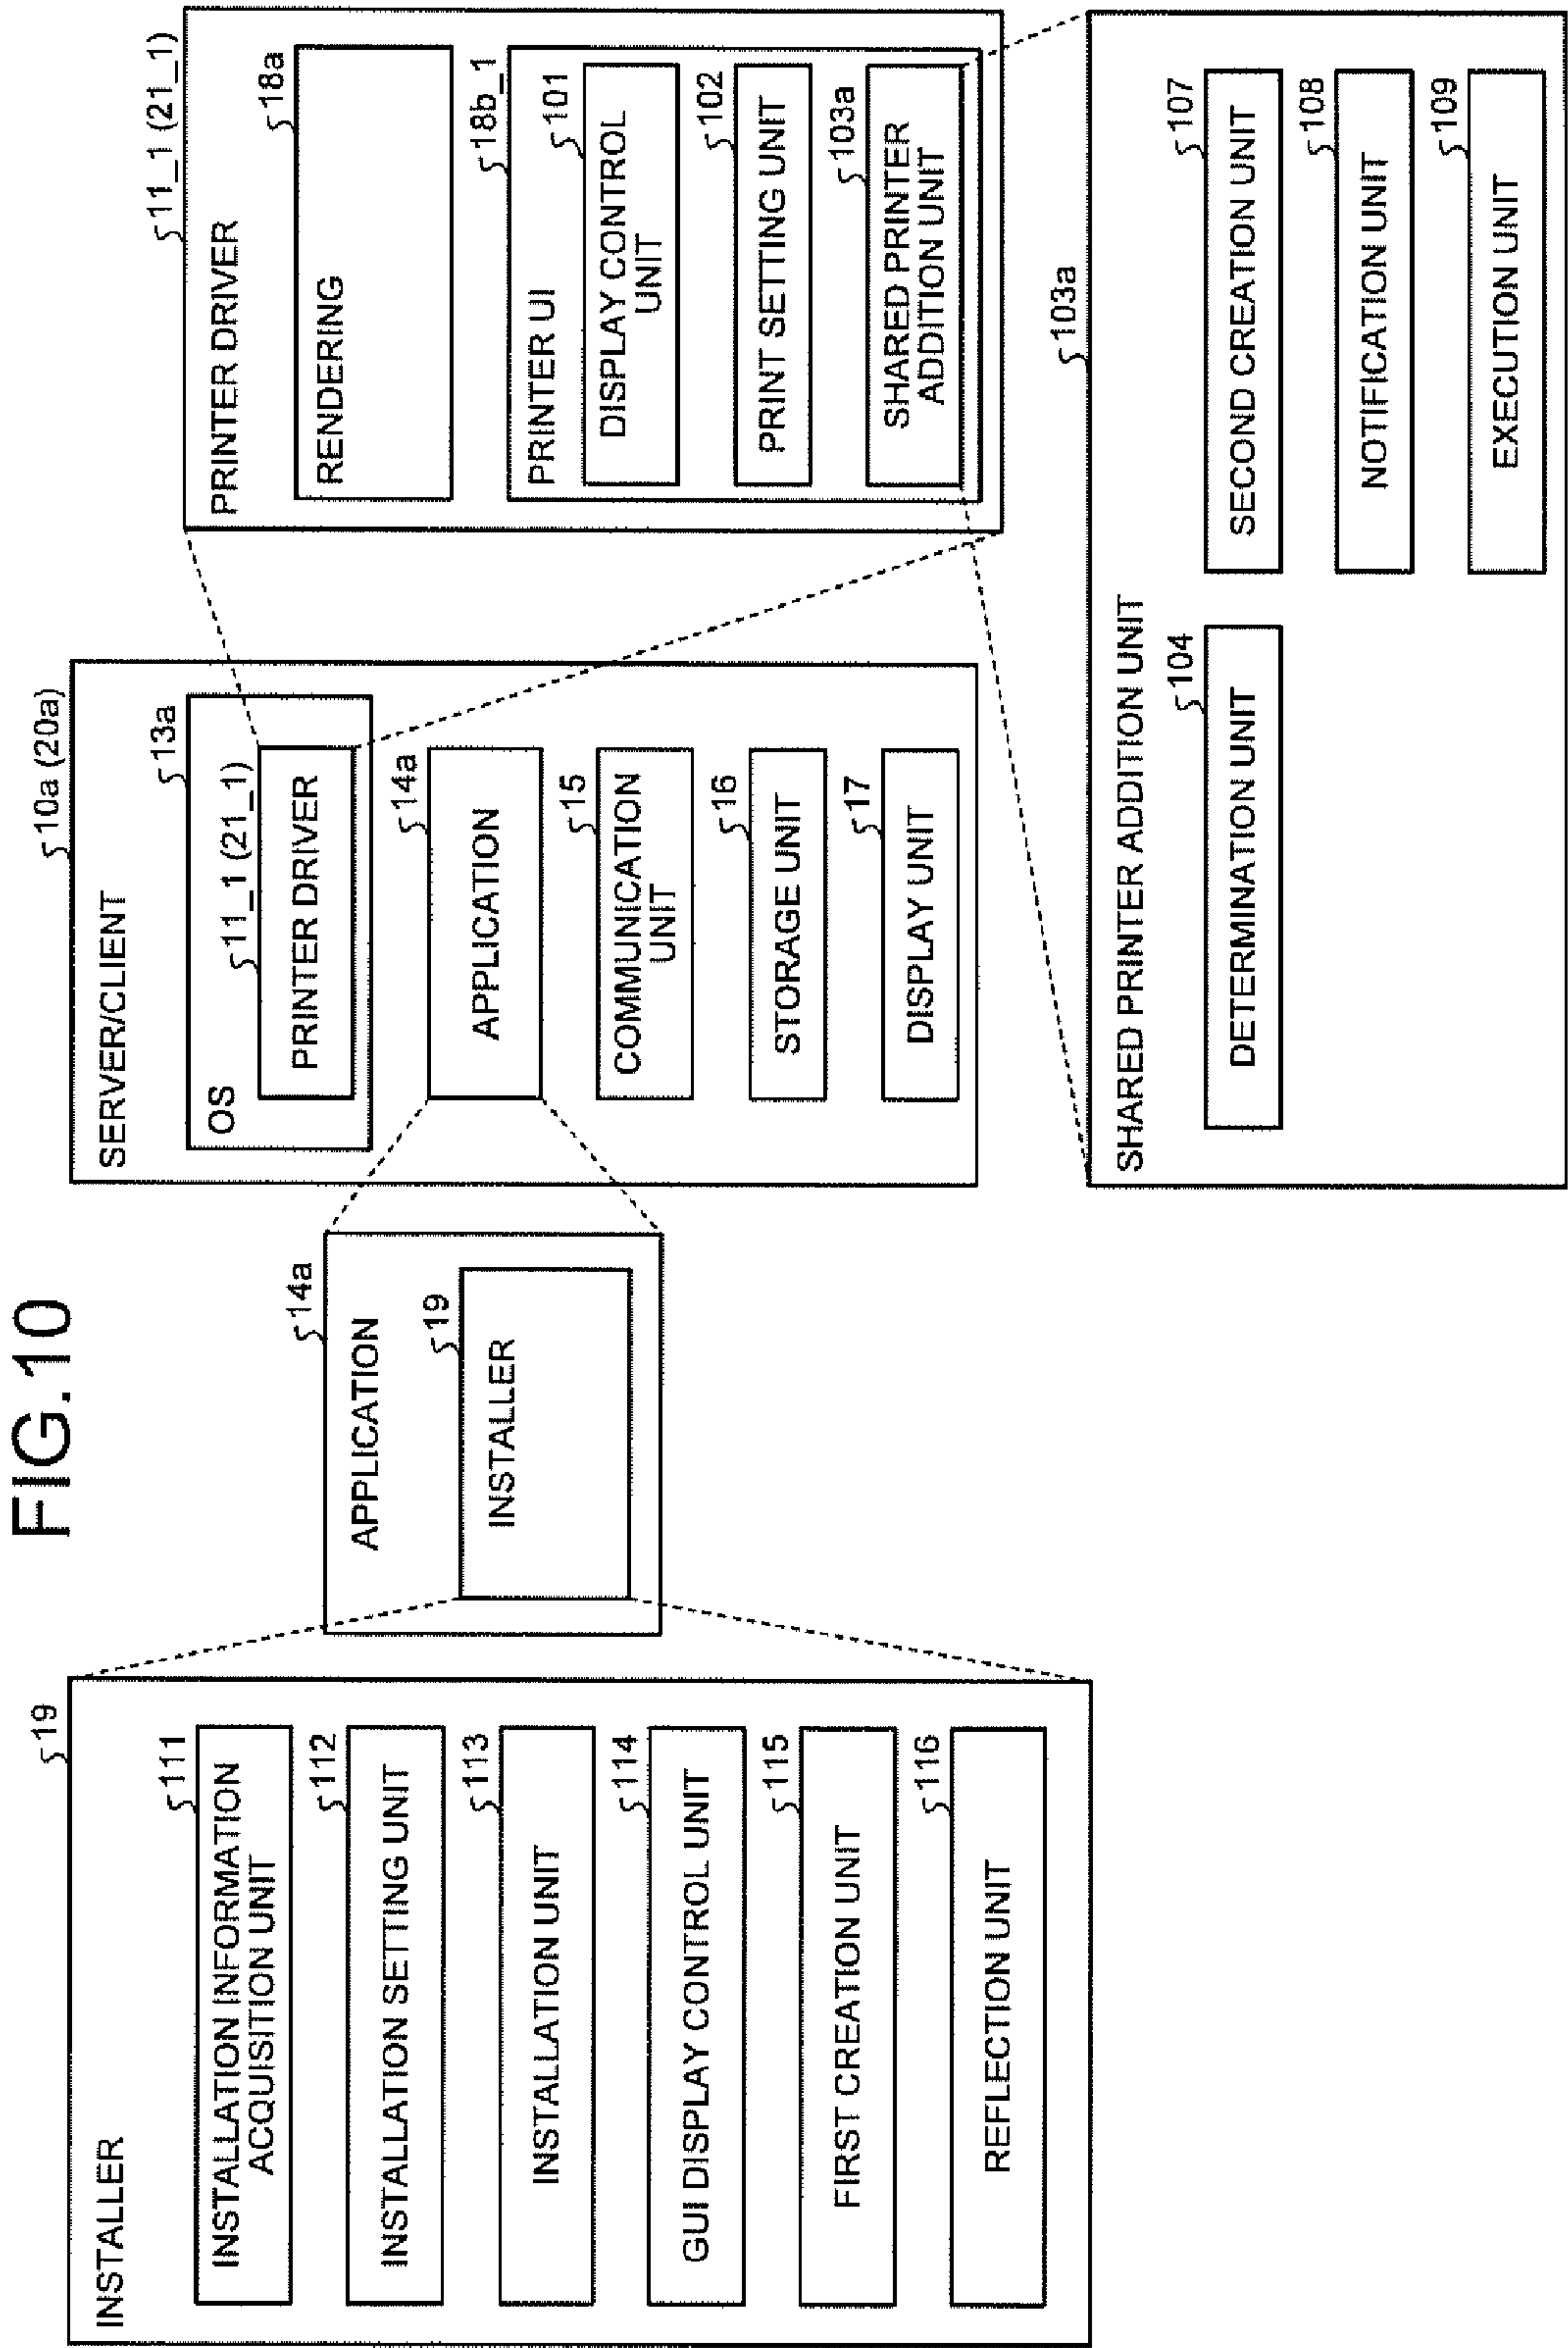 FIG.10
19
INSTALLER
111
INSTALLATION INFORMATION
ACQUISITION UNIT
112
INSTALLATION SETTING UNIT
113
INSTALLATION UNIT
114
GUI DISPLAY CONTROL UNIT
115
FIRST CREATION UNIT
116
REFLECTION UNIT
14a
APPLICATION
19
INSTALLER
10a (20a)
SERVER/CLIENT
13a
OS
11_1 (21_1)
PRINTER DRIVER
14a
APPLICATION
15
COMMUNICATION
UNIT
16
STORAGE UNIT
17
DISPLAY UNIT
11_1 (21_1)
PRINTER DRIVER
18a
RENDERING
18b_1
PRINTER UI
101
DISPLAY CONTROL
UNIT
102
PRINT SETTING UNIT
103a
SHARED PRINTER
ADDITION UNIT
103a
SHARED PRINTER ADDITION UNIT
104
DETERMINATION UNIT
107
SECOND CREATION UNIT
108
NOTIFICATION UNIT
109
EXECUTION UNIT